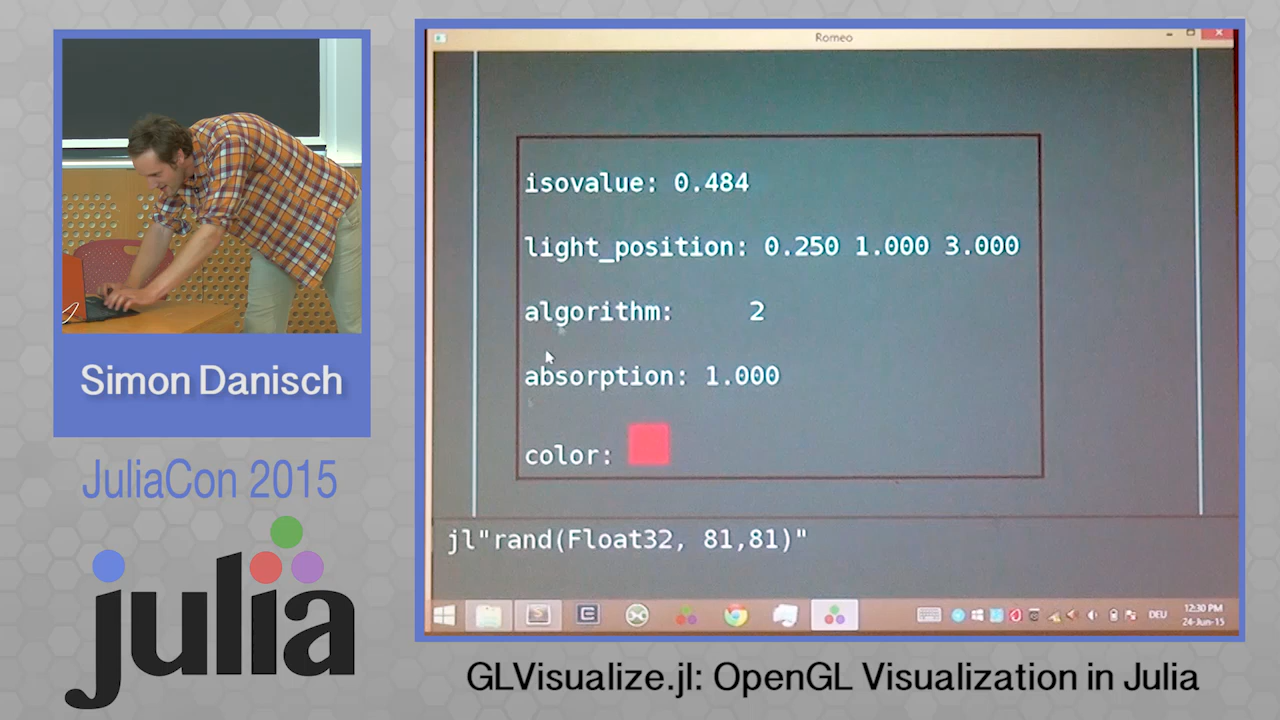 Romeo
isovalue: 0.484
light_position: 0.250 1.000 3.000
algorithm: 2
absorption: 1.000
color:
jl"rand(Float32, 81,81)"
DEU
12:30 PM
24-Jun-15
Simon Danisch
JuliaCon 2015
julia
GLVisualize.jl: OpenGL Visualization in Julia